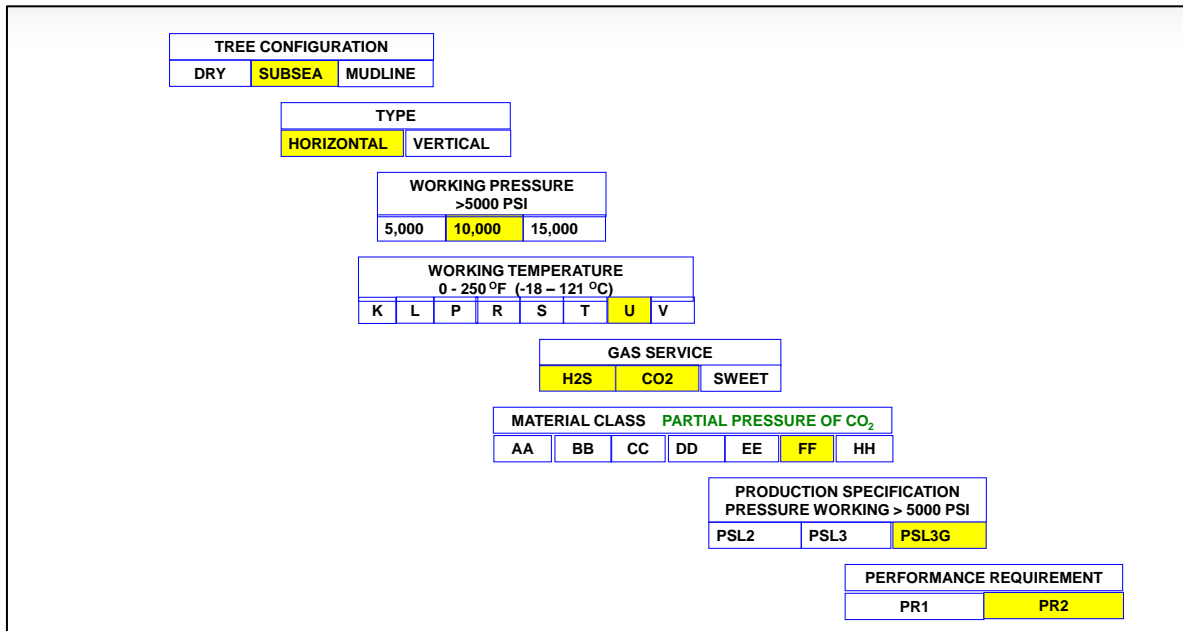 TREE CONFIGURATION
DRY SUBSEA MUDLINE
TYPE
HORIZONTAL VERTICAL
WORKING PRESSURE
>5000 PSI
5,000 10,000 15,000
WORKING TEMPERATURE
0 - 250 ᴼF (-18 – 121 ᴼC)
K L P R S T U V
GAS SERVICE
H2S CO2 SWEET
MATERIAL CLASS PARTIAL PRESSURE OF CO₂
AA BB CC DD EE FF HH
PRODUCTION SPECIFICATION
PRESSURE WORKING > 5000 PSI
PSL2 PSL3 PSL3G
PERFORMANCE REQUIREMENT
PR1 PR2